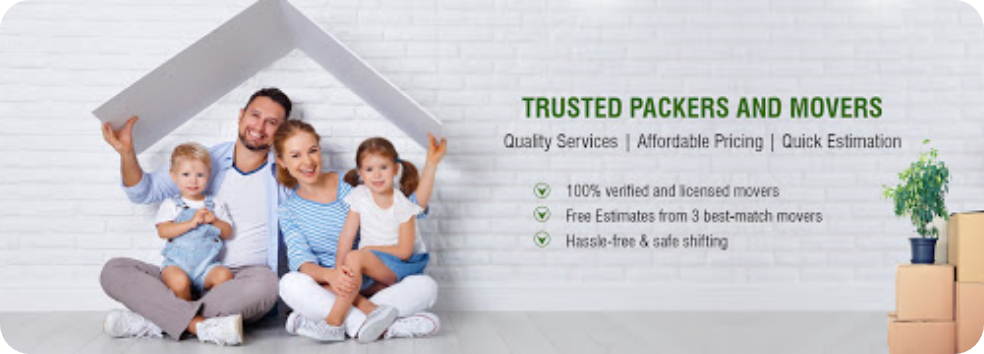 TRUSTED PACKERS AND MOVERS
Quality Services | Affordable Pricing | Quick Estimation
100% verified and licensed movers
Free Estimates from 3 best-match movers
Hassle-free & safe shifting